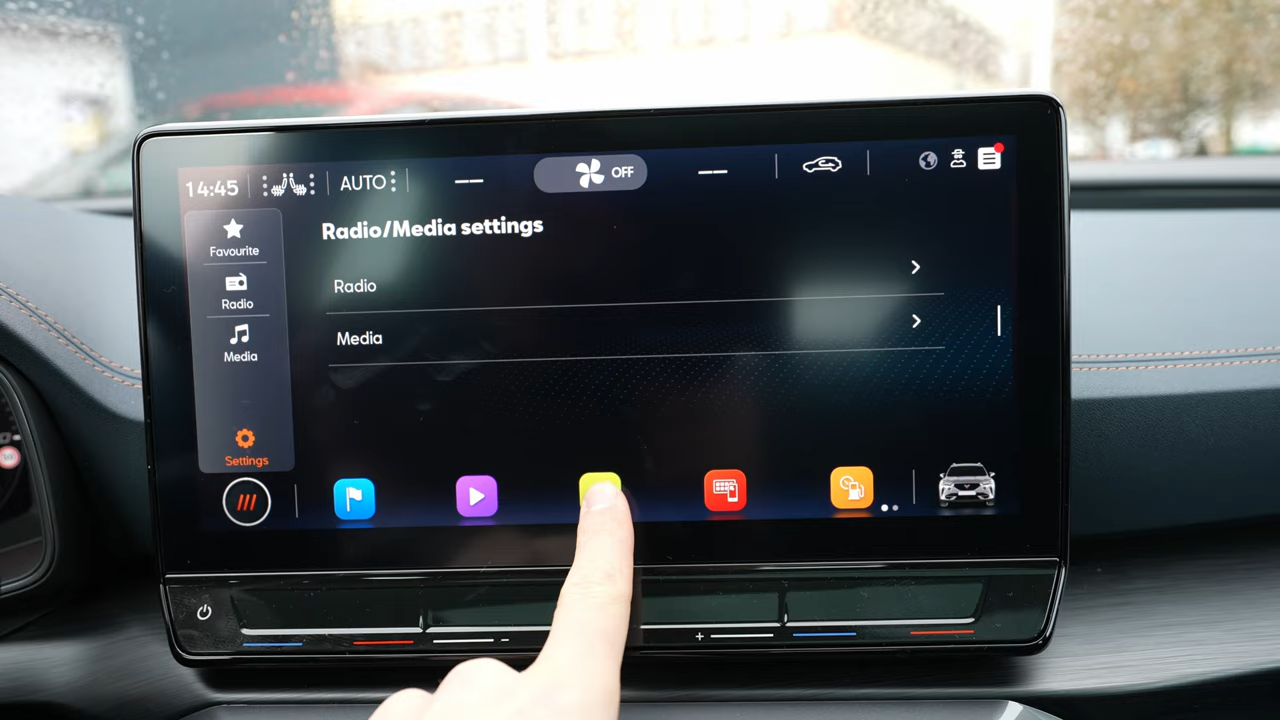 14:45
AUTO
OFF
Favourite
Radio/Media settings
Radio
Radio
Media
Media
Settings
-
+